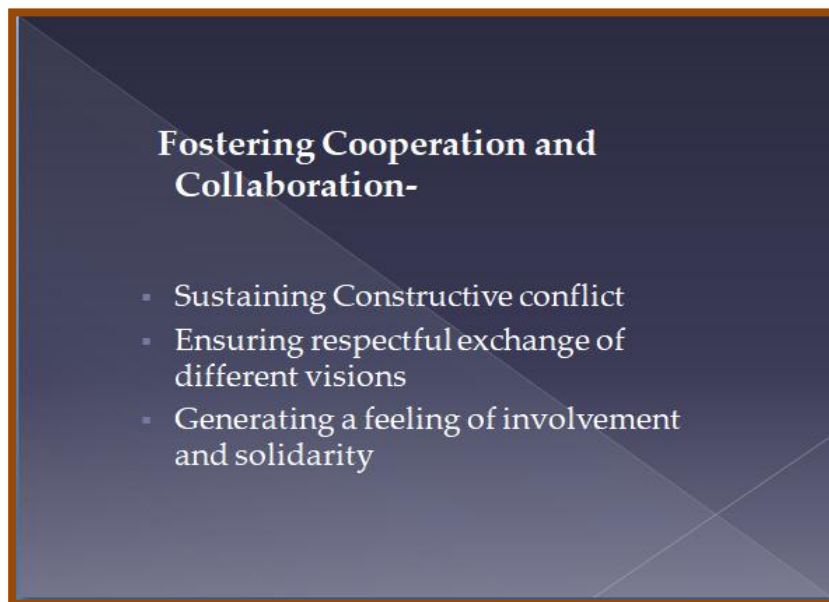 Fostering Cooperation and
Collaboration-
Sustaining Constructive conflict
Ensuring respectful exchange of
different visions
Generating a feeling of involvement
and solidarity